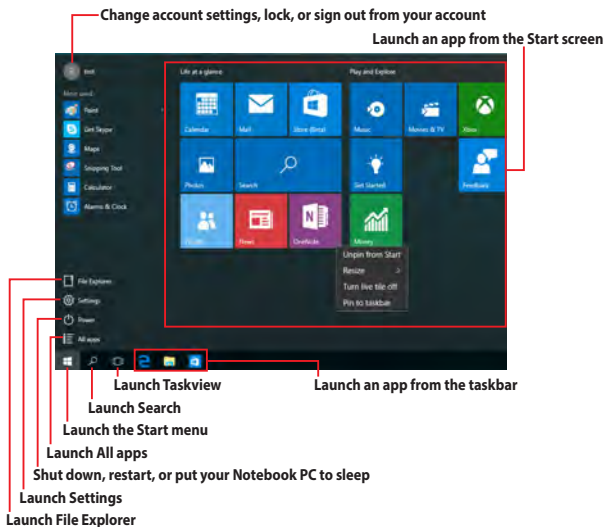 Change account settings, lock, or sign out from your account
Launch an app from the Start screen
test
Life at a glance
Play and Explore
Most used
Paint
Get Skype
Maps
Snipping Tool
Calculator
Alarms & Clock
Calendar
Mail
Store (Beta)
Music
Movies & TV
Xbox
Photos
Search
Get Started
Feedback
News
OneNote
Money
Unpin from Start
Resize >
Turn live tile off
Pin to taskbar
File Explorer
Settings
Power
All apps
Launch Taskview
Launch an app from the taskbar
Launch Search
Launch the Start menu
Launch All apps
Shut down, restart, or put your Notebook PC to sleep
Launch Settings
Launch File Explorer